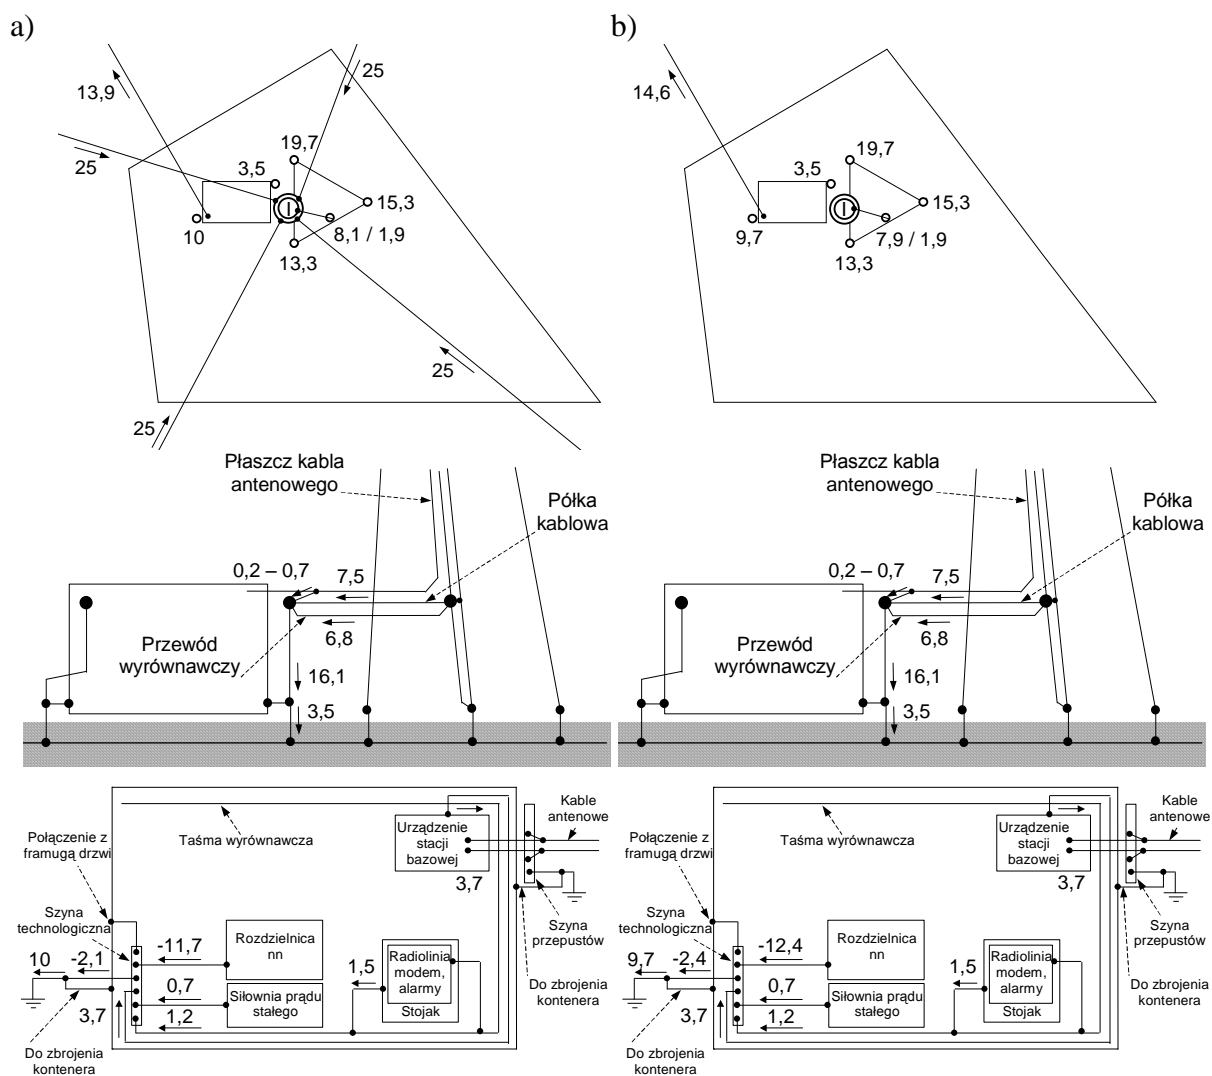 a)
25
13,9
19,7
25
3,5
15,3
10
8,1 / 1,9
13,3
25
25
Płaszcz kabla
antenowego
Półka
kablowa
0,2 – 0,7
7,5
6,8
Przewód
wyrównawczy
16,1
3,5
Połączenie z
framugą drzwi
Taśma wyrównawcza
Urządzenie
stacji
bazowej
3,7
Kable
antenowe
Szyna
przepustów
Szyna
technologiczna
10
-2,1
-11,7
Rozdzielnica
nn
0,7
Siłownia prądu
stałego
1,5
Radiolinia
modem,
alarmy
Stojak
Do zbrojenia
kontenera
3,7
1,2
Do zbrojenia
kontenera
b)
14,6
19,7
3,5
15,3
9,7
7,9 / 1,9
13,3
Płaszcz kabla
antenowego
Półka
kablowa
0,2 – 0,7
7,5
6,8
Przewód
wyrównawczy
16,1
3,5
Połączenie z
framugą drzwi
Taśma wyrównawcza
Urządzenie
stacji
bazowej
3,7
Kable
antenowe
Szyna
przepustów
Szyna
technologiczna
9,7
-2,4
-12,4
Rozdzielnica
nn
0,7
Siłownia prądu
stałego
1,5
Radiolinia
modem,
alarmy
Stojak
Do zbrojenia
kontenera
3,7
1,2
Do zbrojenia
kontenera